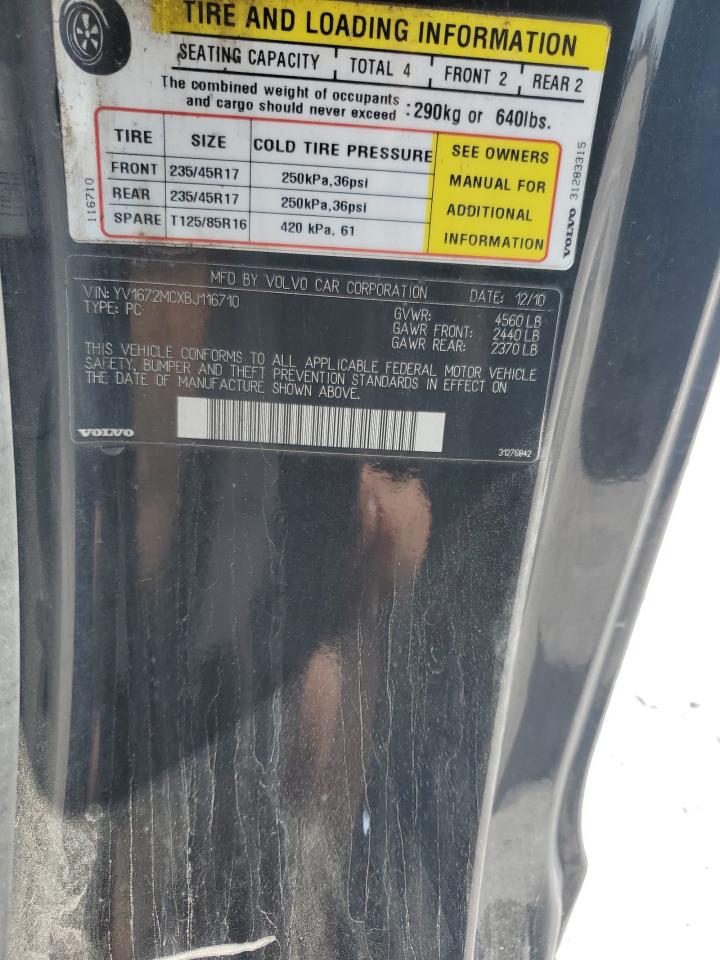 TIRE AND LOADING INFORMATION
SEATING CAPACITY TOTAL 4 FRONT 2 REAR 2
The combined weight of occupants
and cargo should never exceed : 290kg or 640lbs.
TIRE SIZE COLD TIRE PRESSURE
FRONT 235/45R17 250kPa,36psi
REAR 235/45R17 250kPa,36psi
SPARE T125/85R16 420 kPa, 61
SEE OWNERS
MANUAL FOR
ADDITIONAL
INFORMATION
116710
VOLVO 31283315
MFD BY VOLVO CAR CORPORATION DATE: 12/10
VIN: YV1672MCXBJ116710
TYPE: PC
GVWR: 4560 LB
GAWR FRONT: 2440 LB
GAWR REAR: 2370 LB
THIS VEHICLE CONFORMS TO ALL APPLICABLE FEDERAL MOTOR VEHICLE
SAFETY, BUMPER AND THEFT PREVENTION STANDARDS IN EFFECT ON
THE DATE OF MANUFACTURE SHOWN ABOVE.
VOLVO
31276842